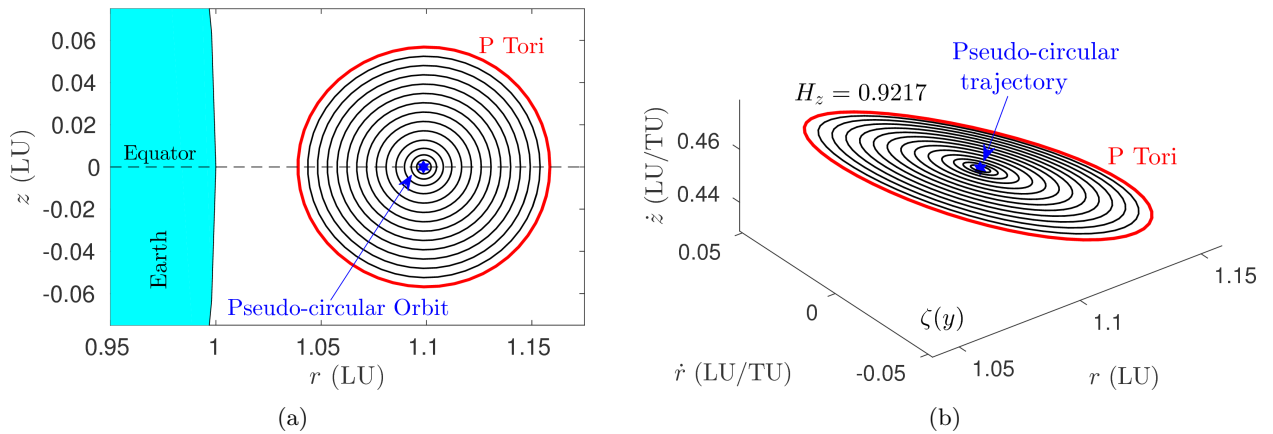 0.06
0.04
0.02
0
-0.02
-0.04
-0.06
z (LU)
P Tori
Equator
Earth
Pseudo-circular Orbit
0.95
1
1.05
1.1
1.15
r (LU)
(a)
Pseudo-circular
trajectory
H_z = 0.9217
P Tori
0.46
0.44
ż (LU/TU)
0.05
0
-0.05
ṙ (LU/TU)
ζ(y)
1.05
1.1
1.15
r (LU)
(b)